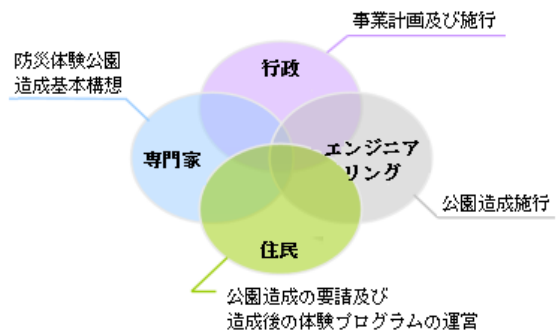 事業計画及び施行
防災体験公園
造成基本構想
行政
専門家
エンジニア
リング
公園造成施行
住民
公園造成の要請及び
造成後の体験プログラムの運営